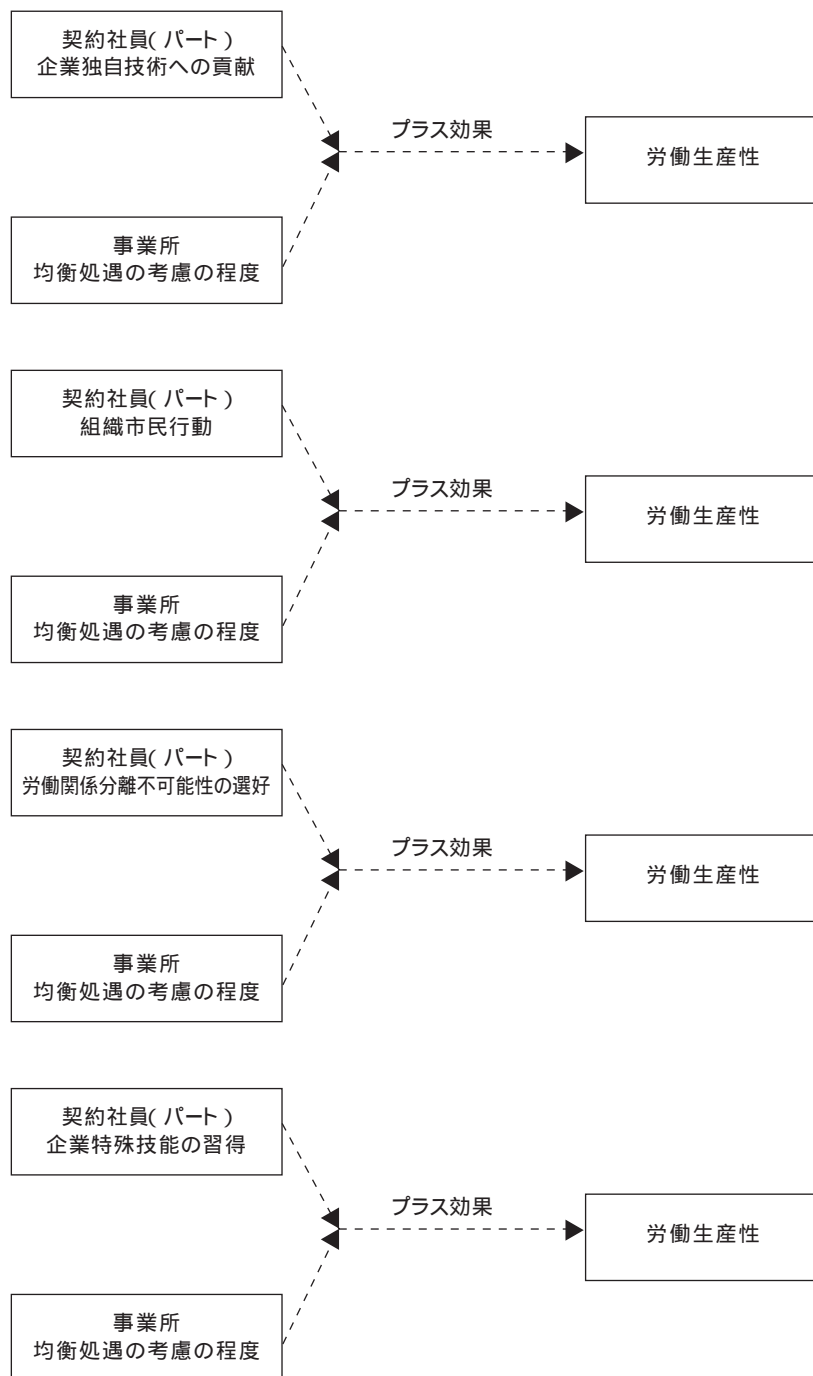 契約社員(パート)
企業独自技術への貢献
プラス効果
労働生産性
事業所
均衡処遇の考慮の程度
契約社員(パート)
組織市民行動
プラス効果
労働生産性
事業所
均衡処遇の考慮の程度
契約社員(パート)
労働関係分離不可能性の選好
プラス効果
労働生産性
事業所
均衡処遇の考慮の程度
契約社員(パート)
企業特殊技能の習得
プラス効果
労働生産性
事業所
均衡処遇の考慮の程度